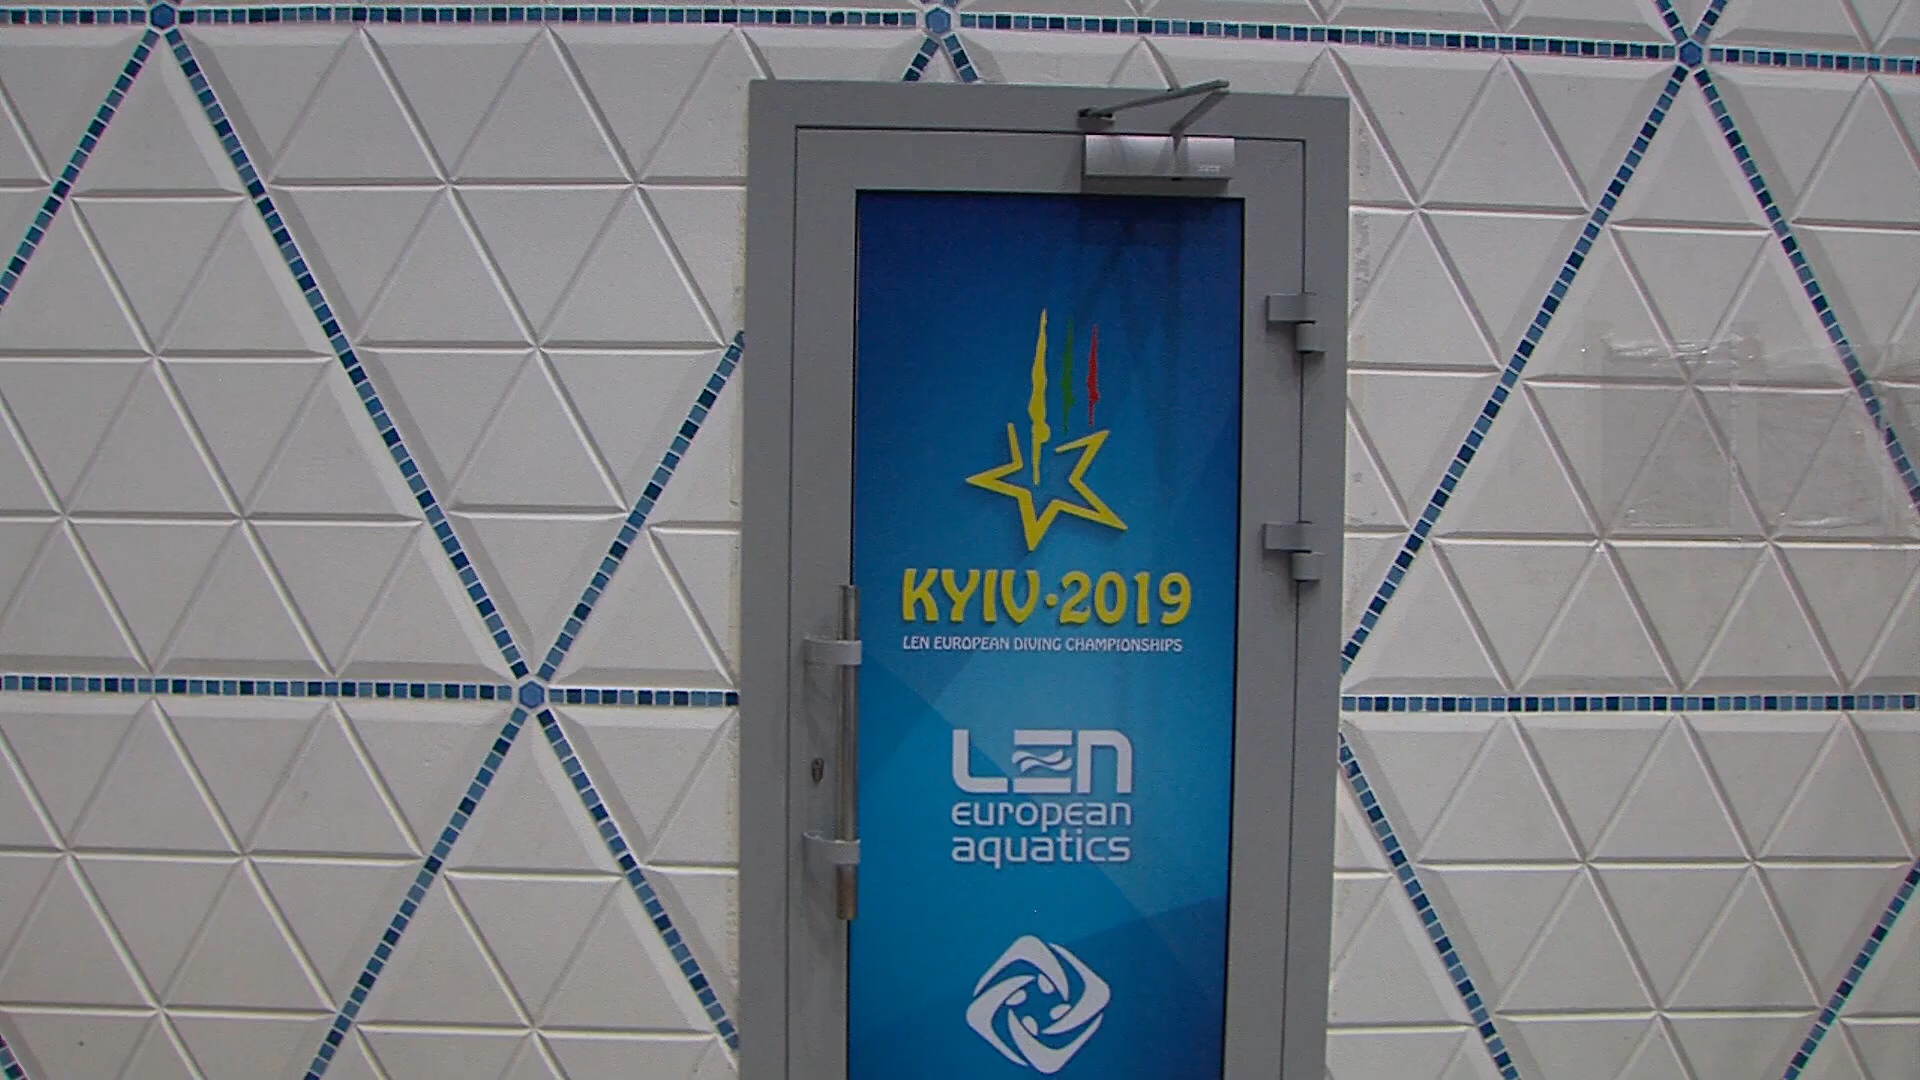 KYIV·2019
LEN EUROPEAN DIVING CHAMPIONSHIPS
LEN
european
aquatics